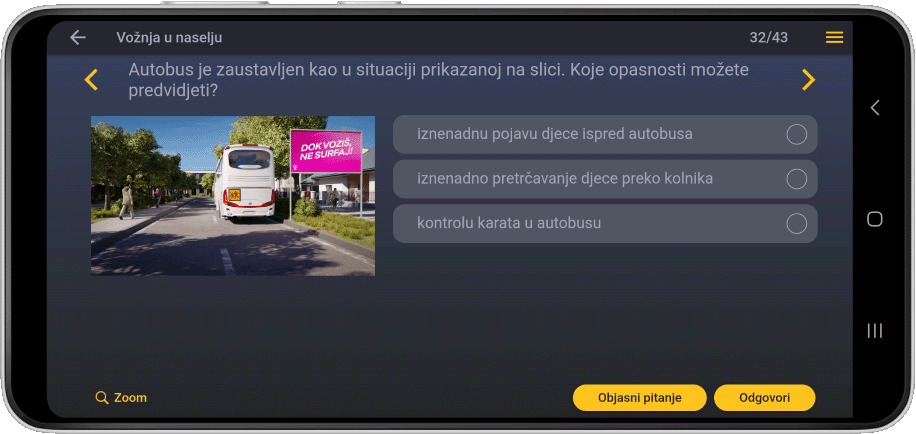 Vožnja u naselju
32/43
Autobus je zaustavljen kao u situaciji prikazanoj na slici. Koje opasnosti možete
predvidjeti?
DOK VOZIŠ,
NE SURFAJ!
iznenadnu pojavu djece ispred autobusa
iznenadno pretrčavanje djece preko kolnika
kontrolu karata u autobusu
Zoom
Objasni pitanje
Odgovori